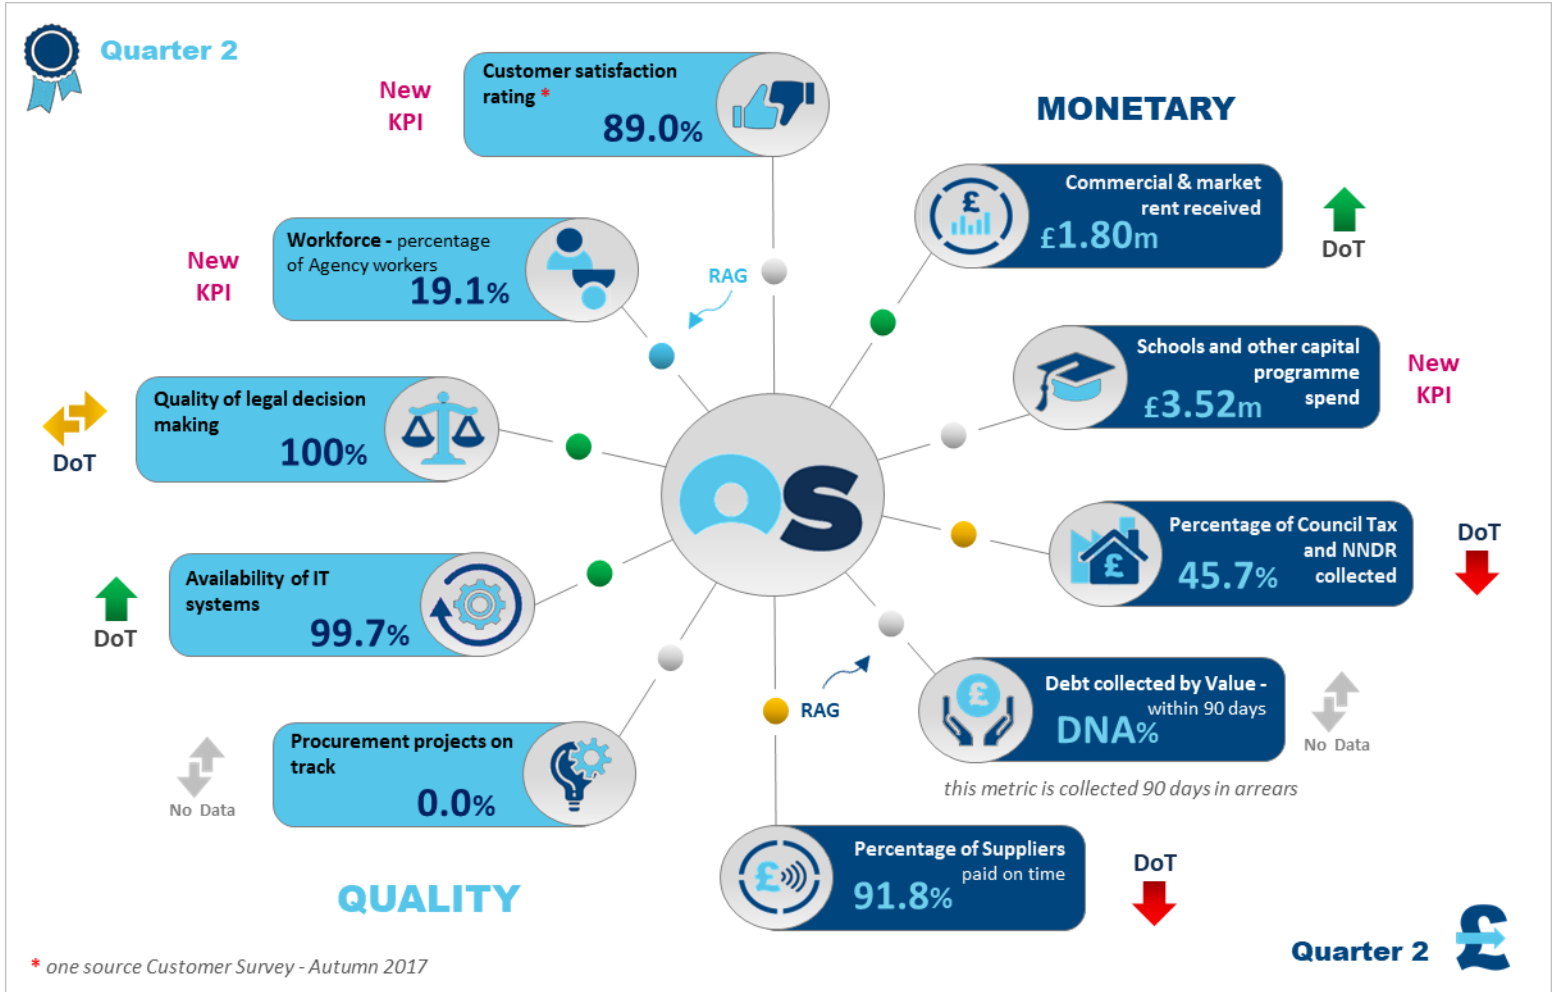 Quarter 2
New
KPI
Customer satisfaction
rating *
89.0%
MONETARY
Commercial & market
rent received
£1.80m
DoT
New
KPI
Workforce - percentage
of Agency workers
19.1%
RAG
Schools and other capital
programme
spend
£3.52m
New
KPI
DoT
Quality of legal decision
making
100%
OS
Percentage of Council Tax
and NNDR
collected
45.7%
DoT
DoT
Availability of IT
systems
99.7%
RAG
Debt collected by Value -
within 90 days
DNA%
No Data
this metric is collected 90 days in arrears
No Data
Procurement projects on
track
0.0%
Percentage of Suppliers
paid on time
91.8%
DoT
QUALITY
Quarter 2
* one source Customer Survey - Autumn 2017